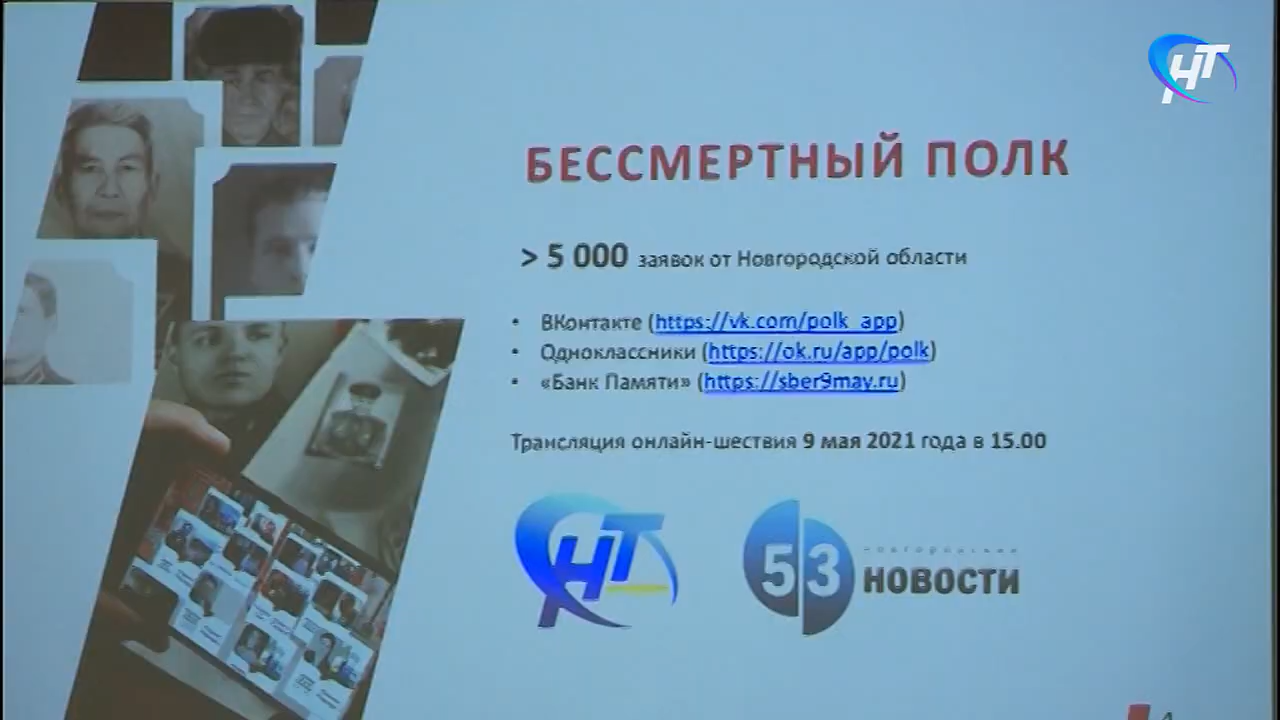 НТ
БЕССМЕРТНЫЙ ПОЛК
> 5 000 заявок от Новгородской области
• ВКонтакте (https://vk.com/polk_app)
• Одноклассники (https://ok.ru/app/polk)
• «Банк Памяти» (https://sber9may.ru)
Трансляция онлайн-шествия 9 мая 2021 года в 15.00
НТ
53 новгородские
НОВОСТИ